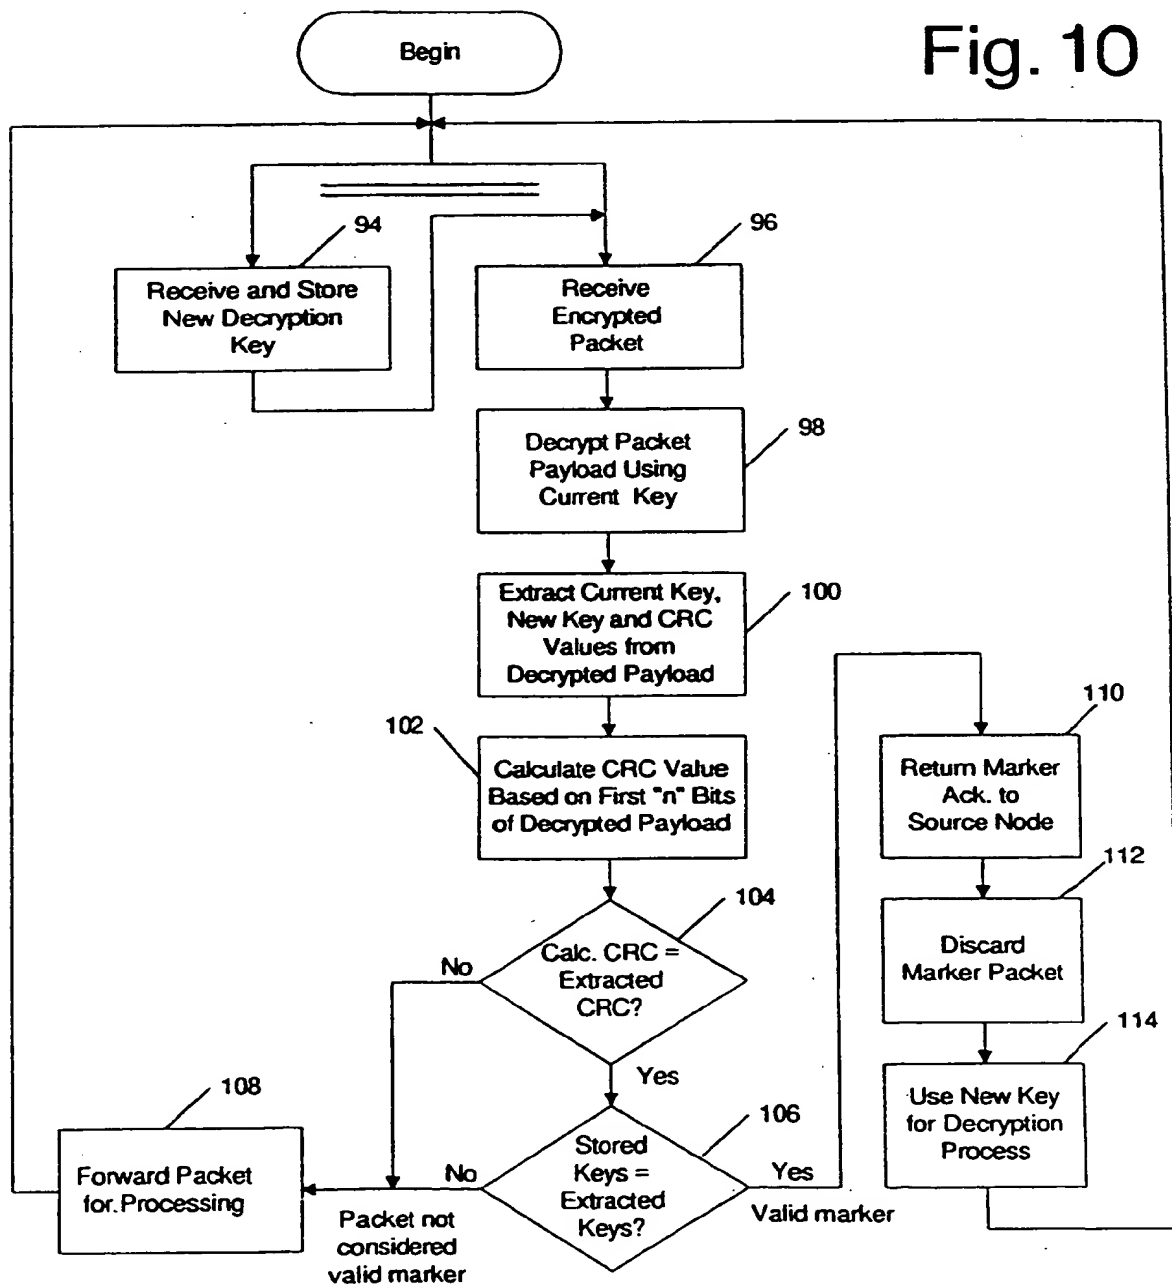 Fig. 10
Begin
94
Receive and Store
New Decryption
Key
96
Receive
Encrypted
Packet
98
Decrypt Packet
Payload Using
Current Key
100
Extract Current Key,
New Key and CRC
Values from
Decrypted Payload
102
Calculate CRC Value
Based on First "n" Bits
of Decrypted Payload
104
Calc. CRC =
Extracted
CRC?
No
Yes
106
Stored
Keys =
Extracted
Keys?
No
Yes
Valid marker
Packet not
considered
valid marker
108
Forward Packet
for Processing
110
Return Marker
Ack. to
Source Node
112
Discard
Marker Packet
114
Use New Key
for Decryption
Process